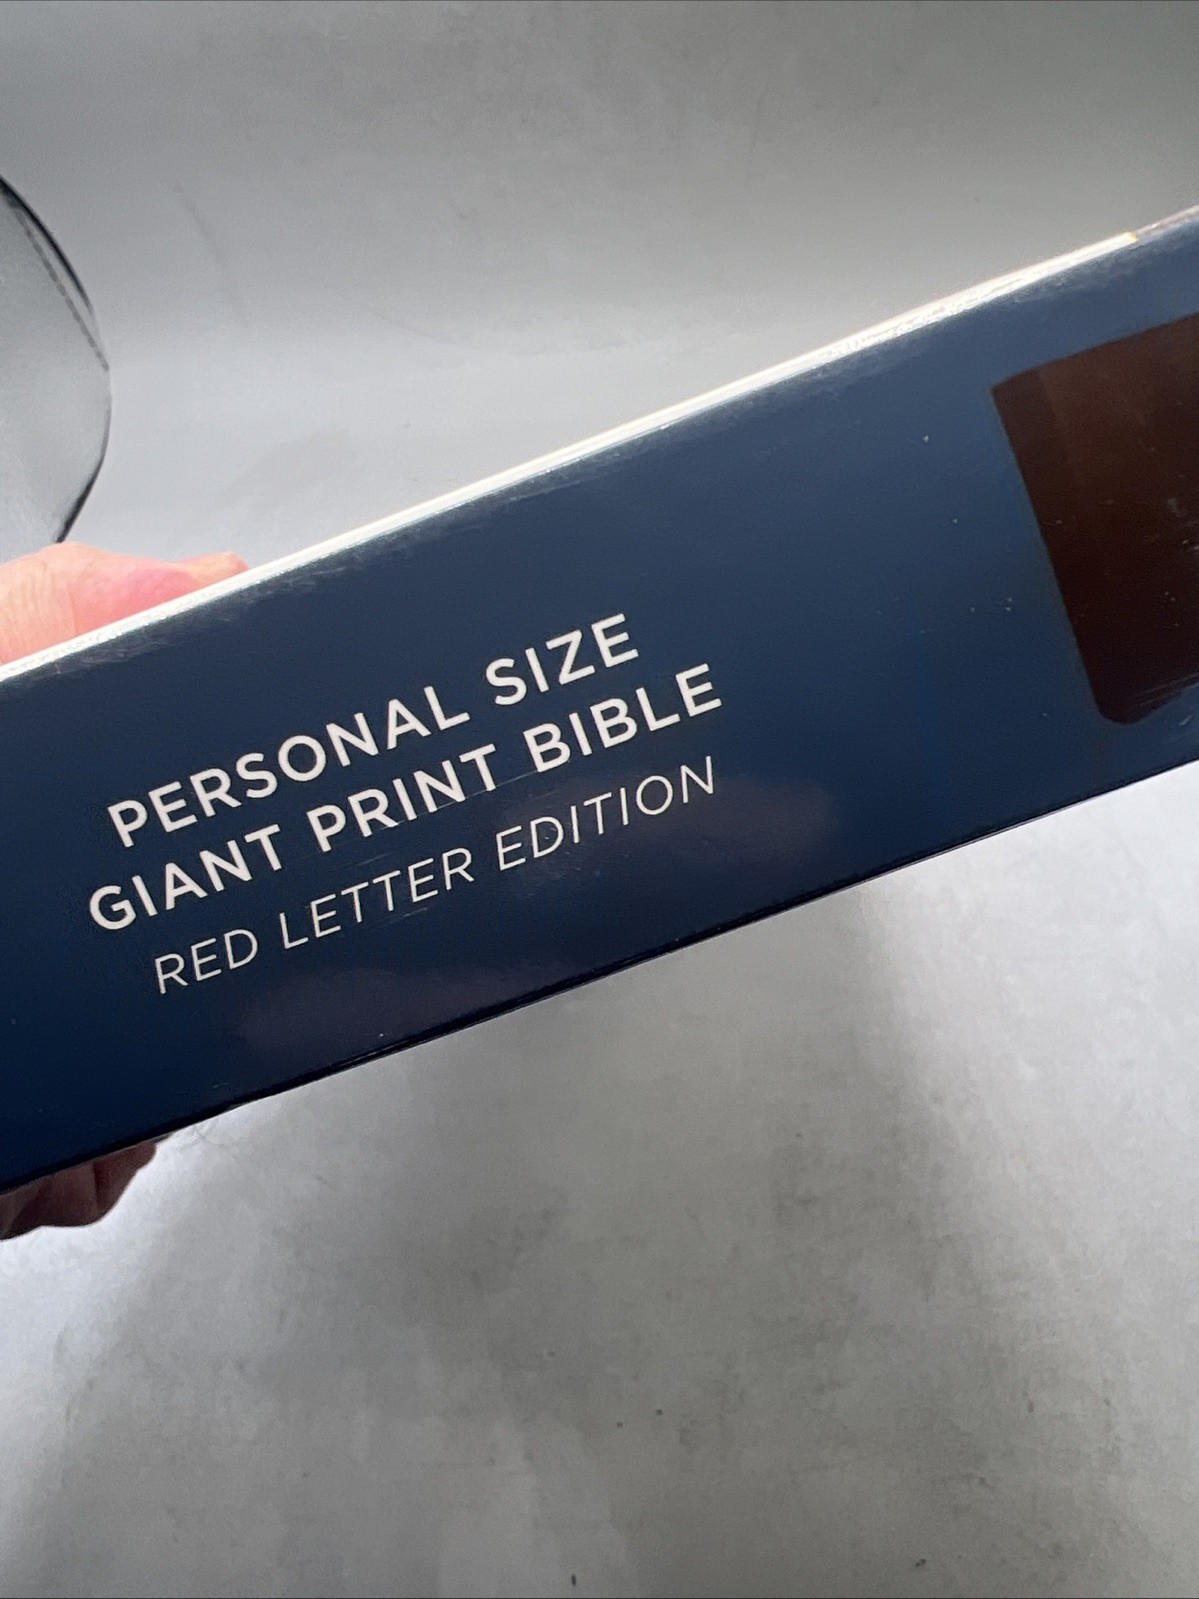 PERSONAL SIZE
GIANT PRINT BIBLE
RED LETTER EDITION